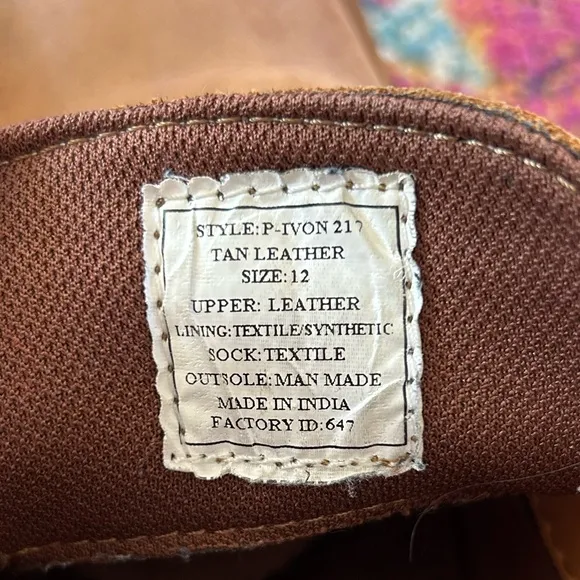 STYLE: P-IVON 217
TAN LEATHER
SIZE: 12
UPPER: LEATHER
LINING:TEXTILE/SYNTHETIC
SOCK:TEXTILE
OUTSOLE: MAN MADE
MADE IN INDIA
FACTORY ID:647